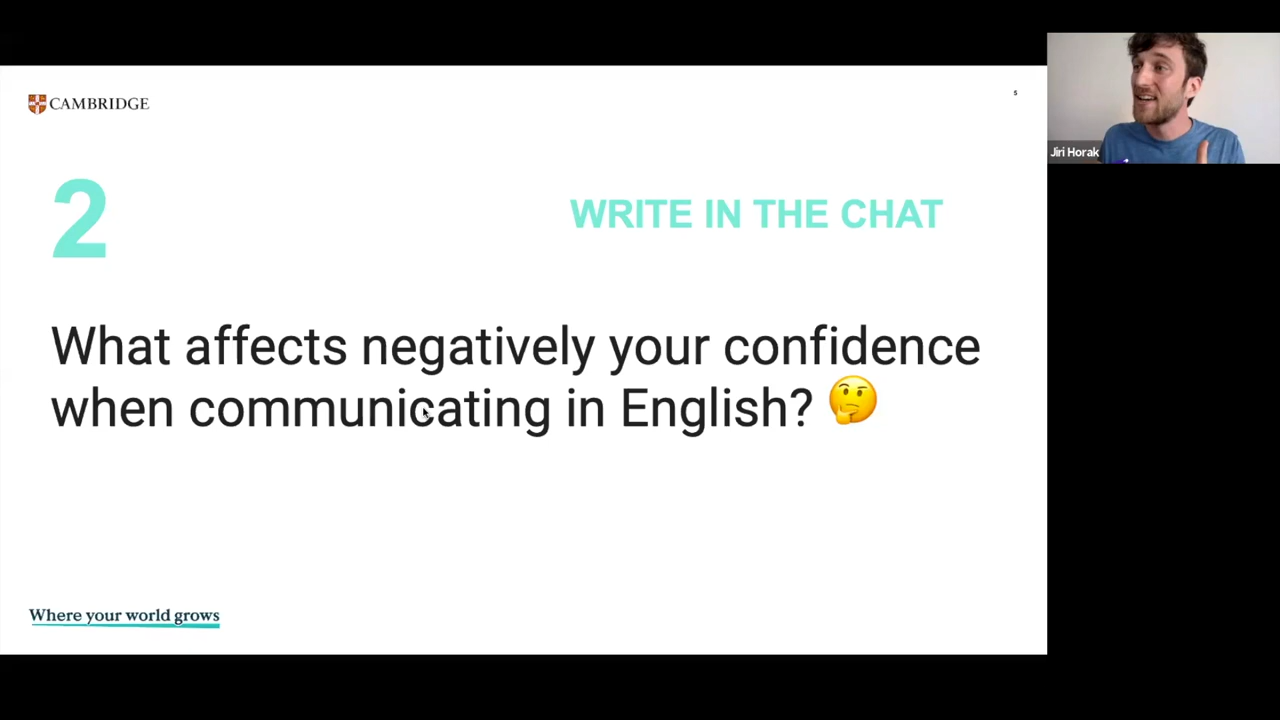 CAMBRIDGE
5
2
WRITE IN THE CHAT
What affects negatively your confidence
when communicating in English? 🤔
Where your world grows
Jiri Horak